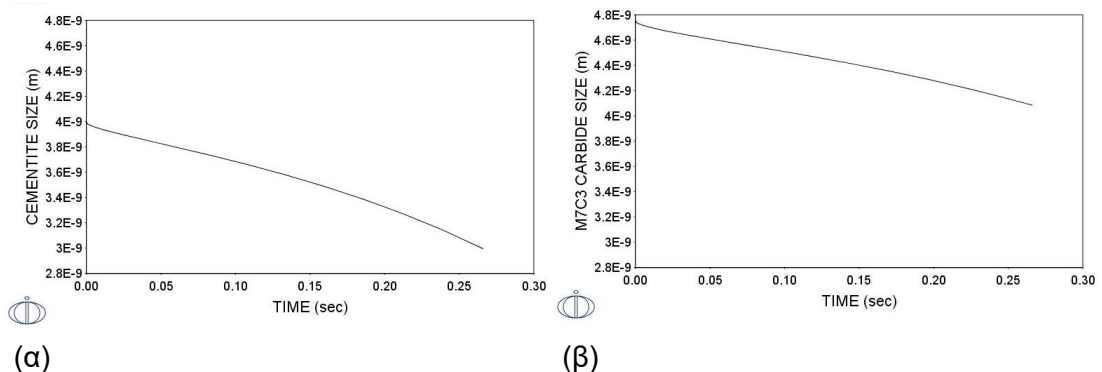 4.8E-9
4.6E-9
4.4E-9
4.2E-9
4E-9
3.8E-9
3.6E-9
3.4E-9
3.2E-9
3E-9
2.8E-9
CEMENTITE SIZE (m)
0.00 0.05 0.10 0.15 0.20 0.25 0.30
TIME (sec)
(α)
4.8E-9
4.6E-9
4.4E-9
4.2E-9
4E-9
3.8E-9
3.6E-9
3.4E-9
3.2E-9
3E-9
2.8E-9
M7C3 CARBIDE SIZE (m)
0.00 0.05 0.10 0.15 0.20 0.25 0.30
TIME (sec)
(β)